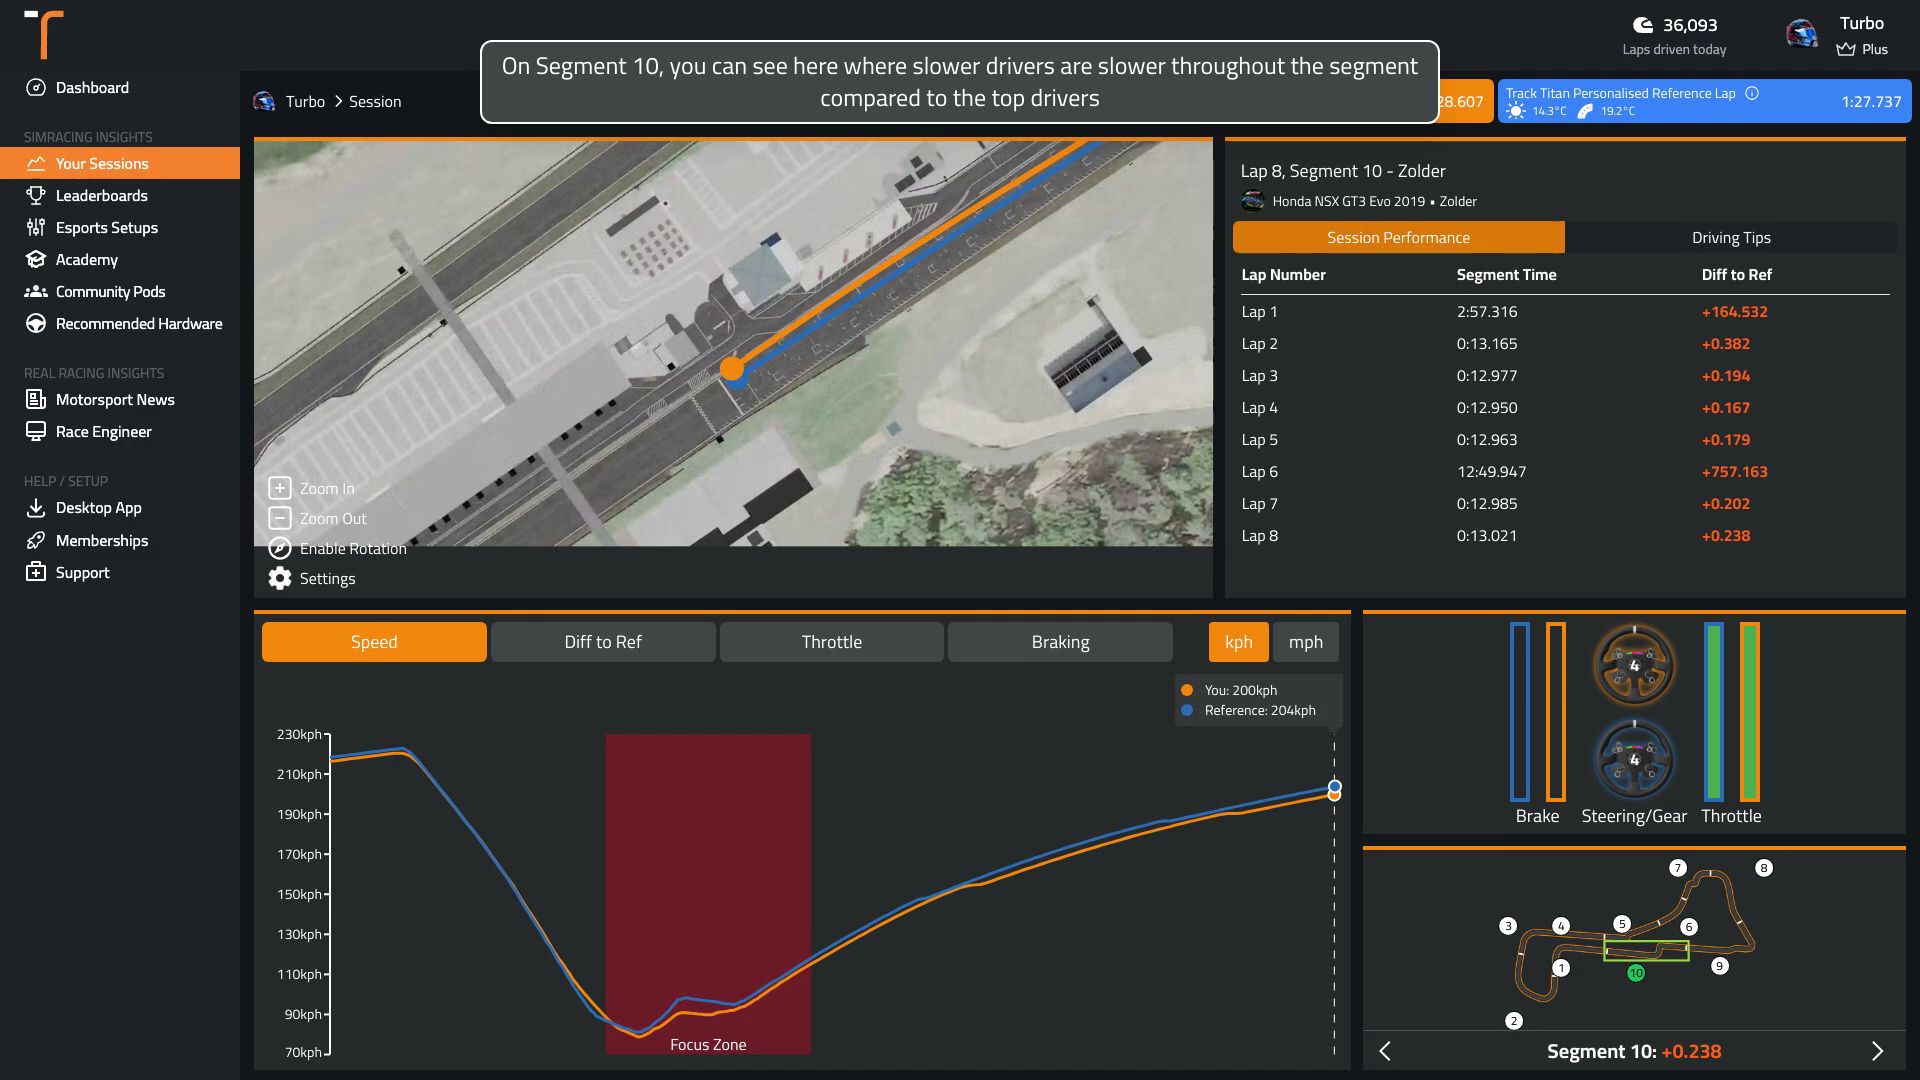 36,093
Laps driven today
Turbo
Plus
On Segment 10, you can see here where slower drivers are slower throughout the segment
compared to the top drivers
Dashboard
SIMRACING INSIGHTS
Your Sessions
Leaderboards
Esports Setups
Academy
Community Pods
Recommended Hardware
REAL RACING INSIGHTS
Motorsport News
Race Engineer
HELP / SETUP
Desktop App
Memberships
Support
Turbo > Session
28.607
Track Titan Personalised Reference Lap
14.3°C 19.2°C
1:27.737
Zoom In
Zoom Out
Enable Rotation
Settings
Lap 8, Segment 10 - Zolder
Honda NSX GT3 Evo 2019 • Zolder
Session Performance Driving Tips
Lap Number Segment Time Diff to Ref
Lap 1 2:57.316 +164.532
Lap 2 0:13.165 +0.382
Lap 3 0:12.977 +0.194
Lap 4 0:12.950 +0.167
Lap 5 0:12.963 +0.179
Lap 6 12:49.947 +757.163
Lap 7 0:12.985 +0.202
Lap 8 0:13.021 +0.238
Speed Diff to Ref Throttle Braking kph mph
You: 200kph
Reference: 204kph
230kph
210kph
190kph
170kph
150kph
130kph
110kph
90kph
70kph
Focus Zone
4
4
Brake Steering/Gear Throttle
7 8
3 4 5 6
1 10 9
2
Segment 10: +0.238